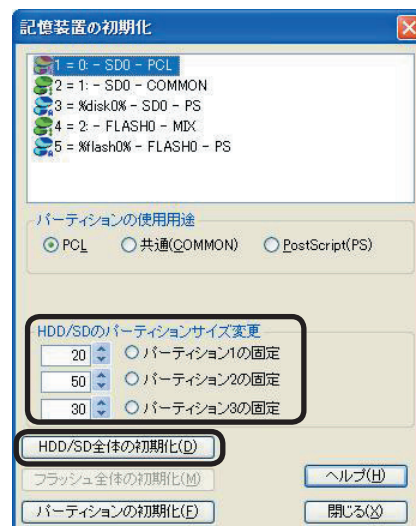 記憶装置の初期化
1 = 0: - SD0 - PCL
2 = 1: - SD0 - COMMON
3 = %disk0% - SD0 - PS
4 = 2: - FLASH0 - MIX
5 = %flash0% - FLASH0 - PS
パーティションの使用用途
PCL 共通(COMMON) PostScript(PS)
HDD/SDのパーティションサイズ変更
20 パーティション1の固定
50 パーティション2の固定
30 パーティション3の固定
HDD/SD全体の初期化(D)
フラッシュ全体の初期化(M) ヘルプ(H)
パーティションの初期化(F) 閉じる(X)